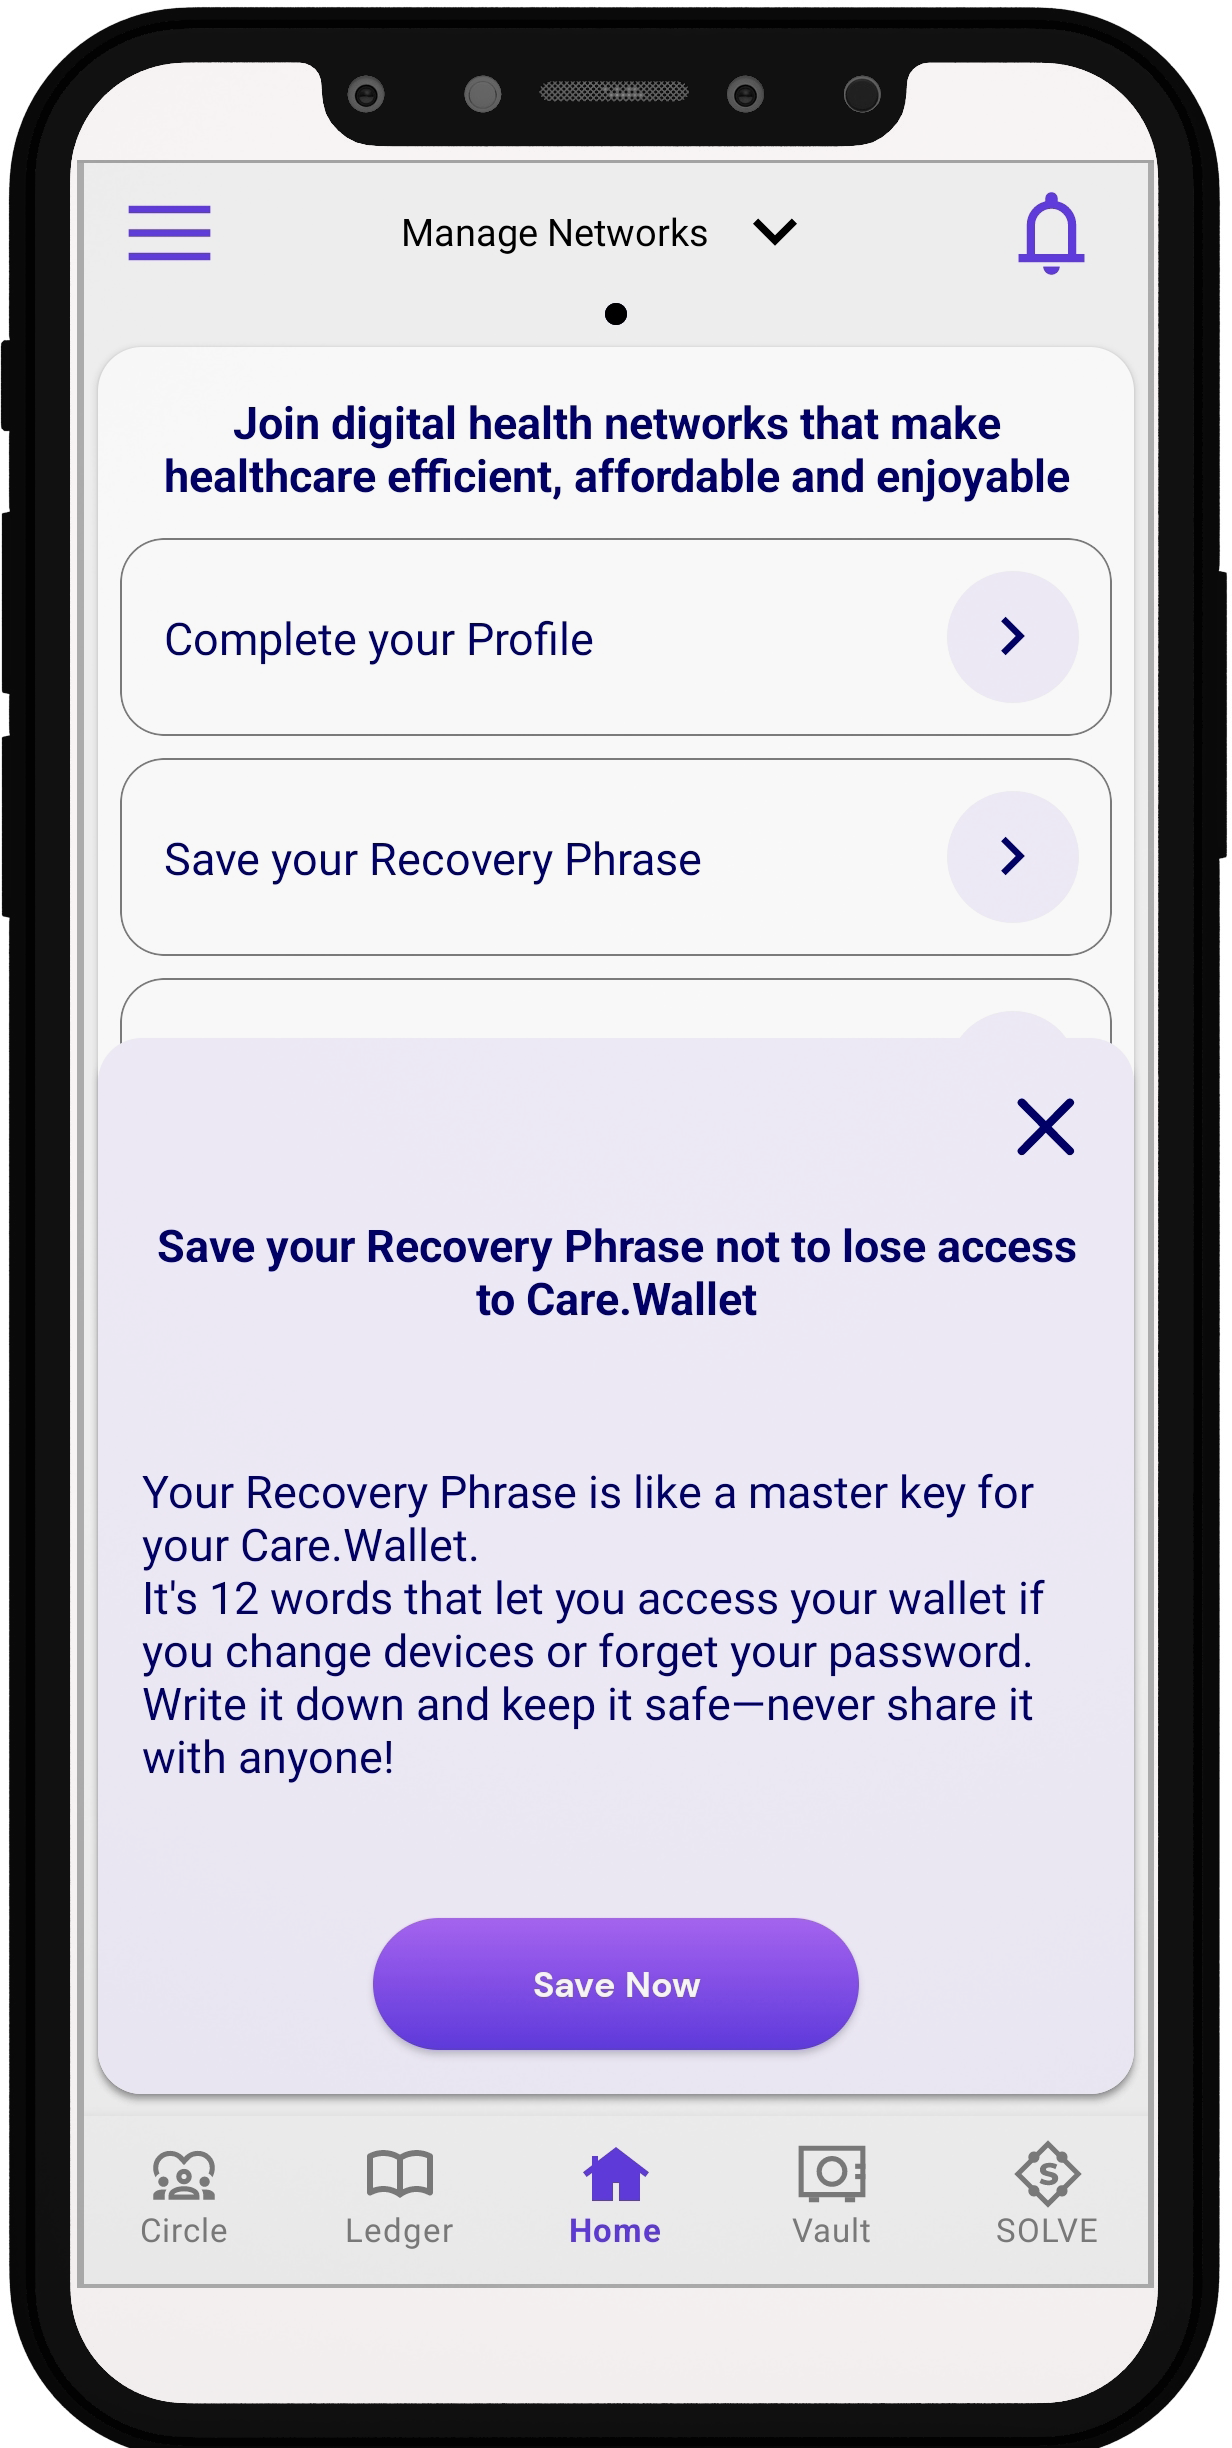 Manage Networks
Join digital health networks that make
healthcare efficient, affordable and enjoyable
Complete your Profile
Save your Recovery Phrase
Save your Recovery Phrase not to lose access
to Care.Wallet
Your Recovery Phrase is like a master key for
your Care.Wallet.
It's 12 words that let you access your wallet if
you change devices or forget your password.
Write it down and keep it safe—never share it
with anyone!
Save Now
Circle
Ledger
Home
Vault
S
SOLVE